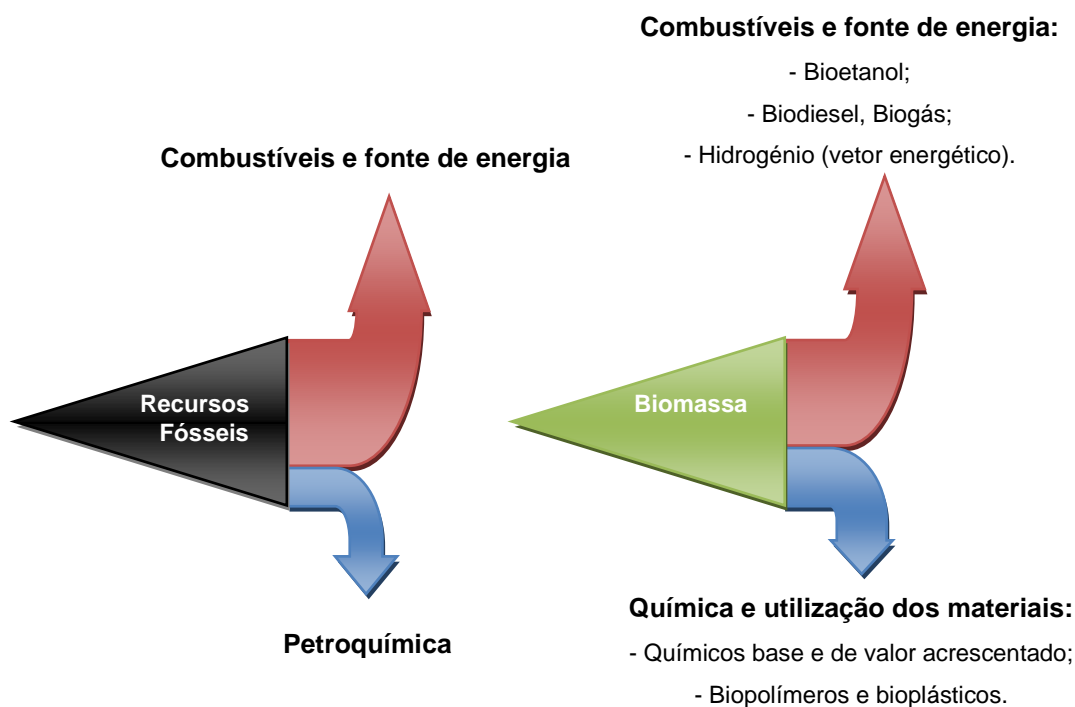 Combustíveis e fonte de energia:
- Bioetanol;
- Biodiesel, Biogás;
- Hidrogénio (vetor energético).
Combustíveis e fonte de energia
Recursos
Fósseis
Biomassa
Petroquímica
Química e utilização dos materiais:
- Químicos base e de valor acrescentado;
- Biopolímeros e bioplásticos.